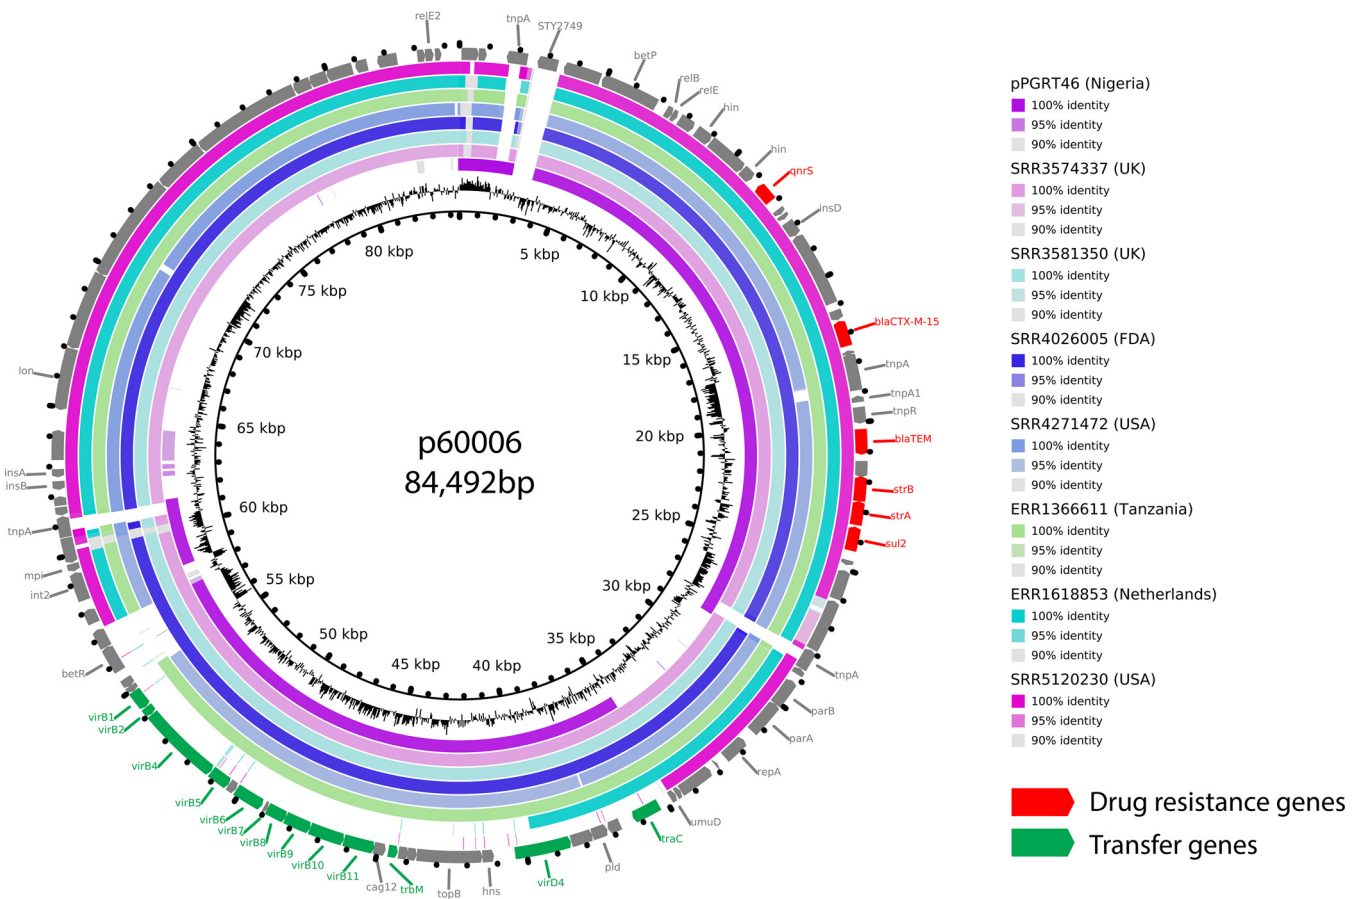 relE2
tnpA
STY2749
betP
relB
relE
hin
hin
qnrS
insD
blaCTX-M-15
tnpA
tnpA1
tnpR
blaTEM
strB
strA
sul2
tnpA
parB
parA
repA
umuD
traC
pld
virD4
hns
topB
trbM
cag12
virB11
virB10
virB9
virB8
virB7
virB6
virB5
virB4
virB2
virB1
betR
int2
mpi
tnpA
insB
insA
lon
5 kbp
10 kbp
15 kbp
20 kbp
25 kbp
30 kbp
35 kbp
40 kbp
45 kbp
50 kbp
55 kbp
60 kbp
65 kbp
70 kbp
75 kbp
80 kbp
p60006
84,492bp
pPGRT46 (Nigeria)
100% identity
95% identity
90% identity
SRR3574337 (UK)
100% identity
95% identity
90% identity
SRR3581350 (UK)
100% identity
95% identity
90% identity
SRR4026005 (FDA)
100% identity
95% identity
90% identity
SRR4271472 (USA)
100% identity
95% identity
90% identity
ERR1366611 (Tanzania)
100% identity
95% identity
90% identity
ERR1618853 (Netherlands)
100% identity
95% identity
90% identity
SRR5120230 (USA)
100% identity
95% identity
90% identity
Drug resistance genes
Transfer genes